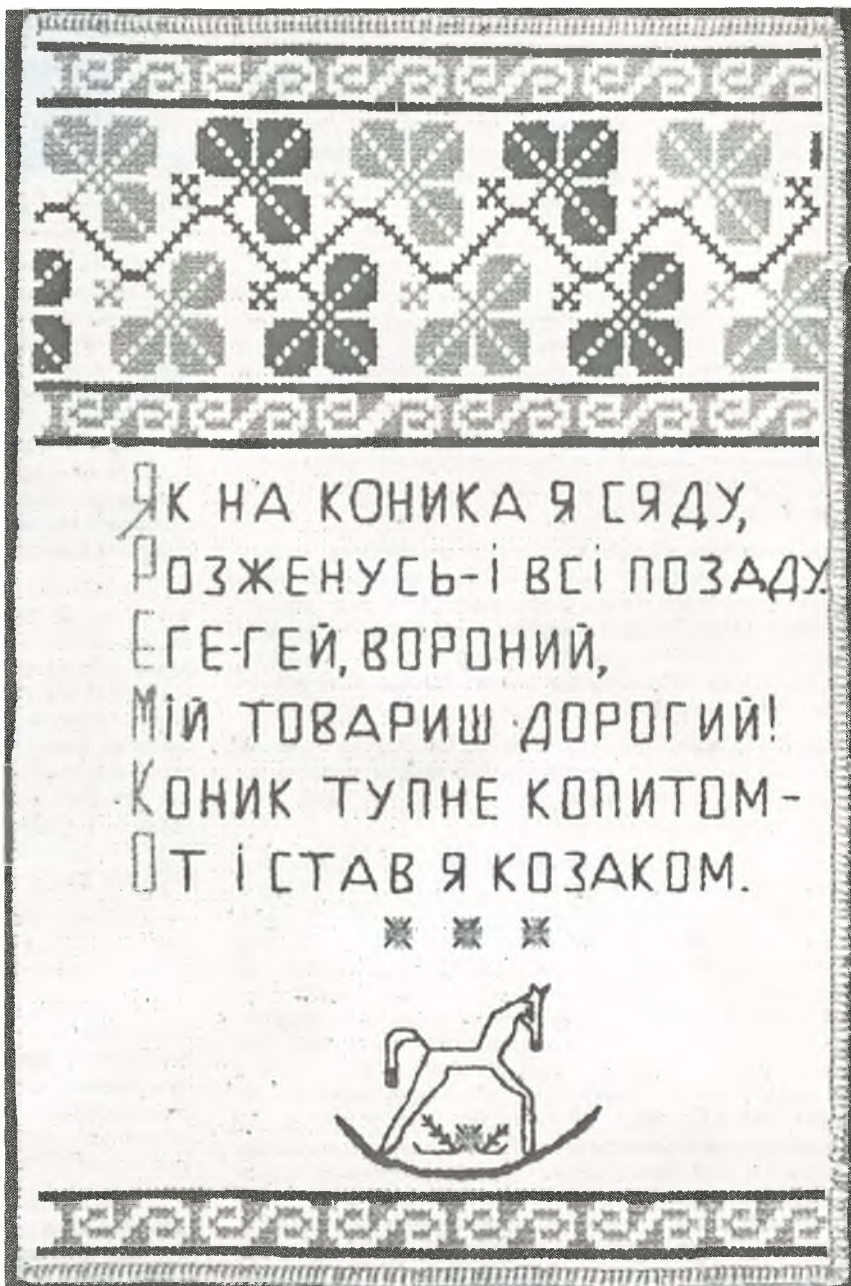 ЯК НА КОНИКА Я СЯДУ,
РОЗЖЕНУСЬ-І ВСІ ПОЗАДУ.
ЕГЕ-ГЕЙ, ВОРОНИЙ,
МІЙ ТОВАРИШ ДОРОГИЙ!
КОНИК ТУПНЕ КОПИТОМ-
ОТ І СТАВ Я КОЗАКОМ.